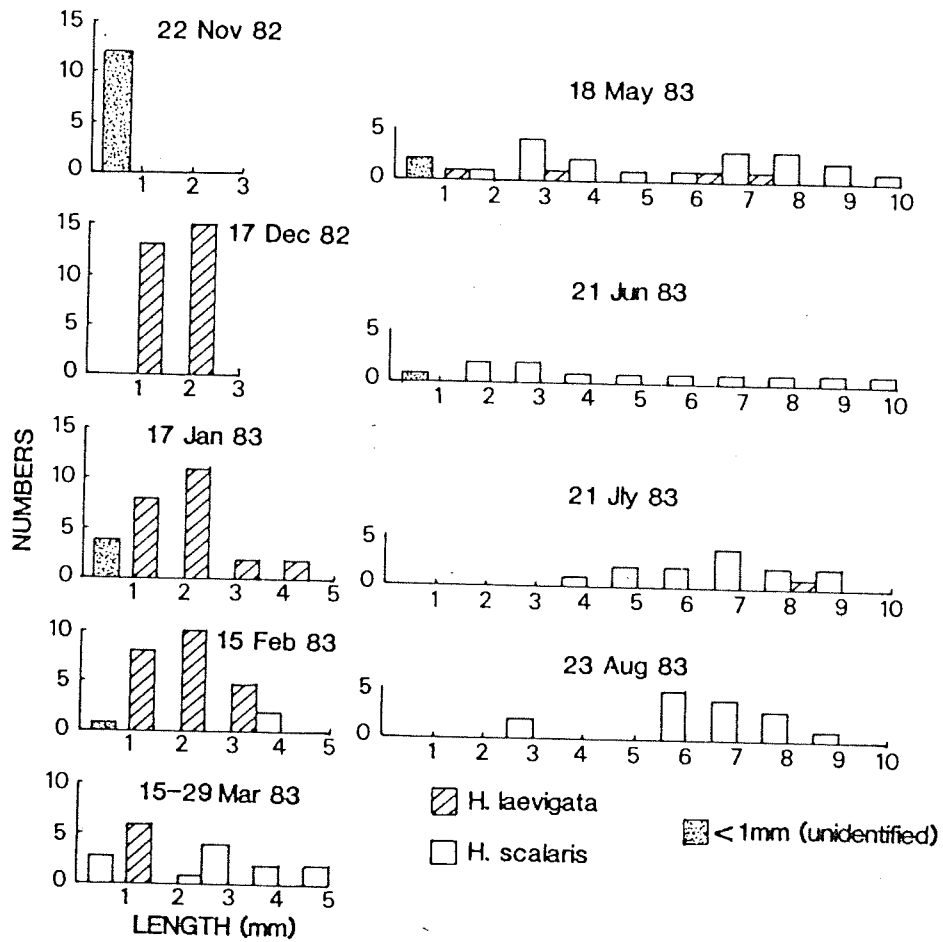 22 Nov 82
15
10
5
0
1 2 3
17 Dec 82
15
10
5
0
1 2 3
17 Jan 83
15
10
5
0
1 2 3 4 5
15 Feb 83
10
5
0
1 2 3 4 5
15-29 Mar 83
10
5
0
1 2 3 4 5
NUMBERS
LENGTH (mm)
18 May 83
5
0
1 2 3 4 5 6 7 8 9 10
21 Jun 83
5
0
1 2 3 4 5 6 7 8 9 10
21 Jly 83
5
0
1 2 3 4 5 6 7 8 9 10
23 Aug 83
5
0
1 2 3 4 5 6 7 8 9 10
H. laevigata
H. scalaris
<1mm (unidentified)